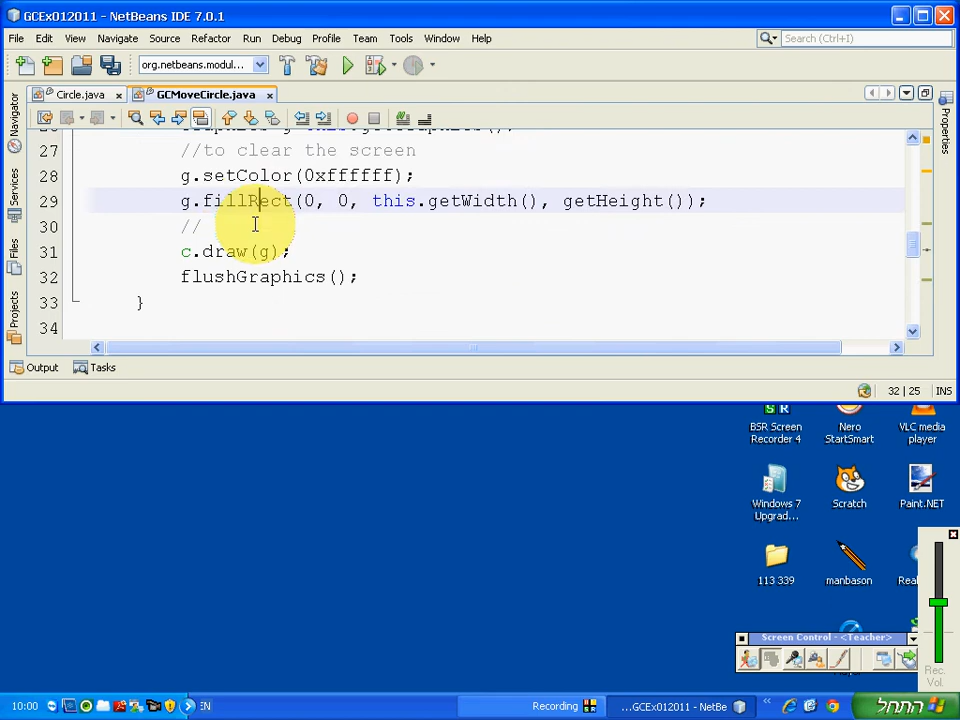 GCEx012011 - NetBeans IDE 7.0.1
File Edit View Navigate Source Refactor Run Debug Profile Team Tools Window Help
Search (Ctrl+I)
org.netbeans.modul...
Circle.java
GCMoveCircle.java
Navigator
Services
Files
Projects
Properties
27 //to clear the screen
28 g.setColor(0xffffff);
29 g.fillRect(0, 0, this.getWidth(), getHeight());
30 //
31 c.draw(g);
32 flushGraphics();
33 }
34
Output Tasks
32 | 25 INS
BSR Screen Recorder 4
Nero StartSmart
VLC media player
Windows 7 Upgrad...
Scratch
Paint.NET
113 339
manbason
Screen Control - <Teacher>
Rec. Vol.
10:00
EN
Recording
...GCEx012011 - NetBe
התחל